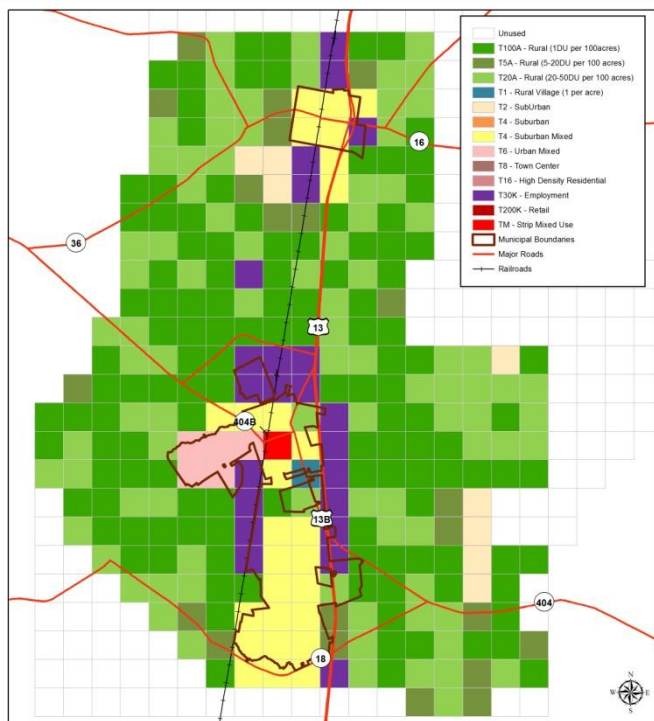 Unused
T100A - Rural (1DU per 100acres)
T5A - Rural (5-20DU per 100 acres)
T20A - Rural (20-50DU per 100 acres)
T1 - Rural Village (1 per acre)
T2 - SubUrban
T4 - Suburban
T4 - Suburban Mixed
T6 - Urban Mixed
T8 - Town Center
T16 - High Density Residential
T30K - Employment
T200K - Retail
TM - Strip Mixed Use
Municipal Boundaries
Major Roads
Railroads
16
36
13
404B
13B
404
18
N
W E
S